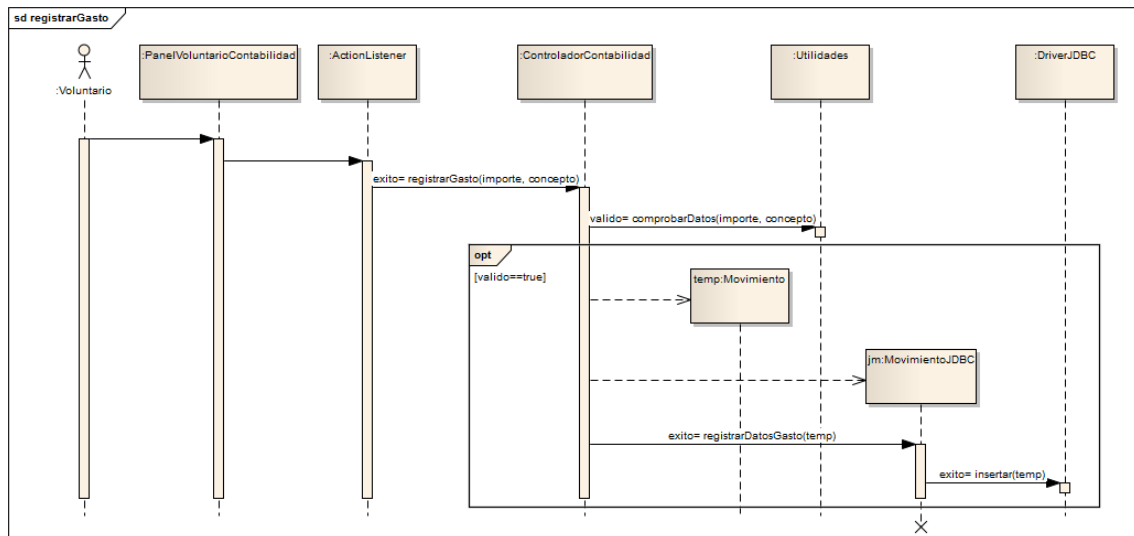 sd registrarGasto
:Voluntario
:PanelVoluntarioContabilidad
:ActionListener
:ControladorContabilidad
:Utilidades
:DriverJDBC
exito= registrarGasto(importe, concepto)
valido= comprobarDatos(importe, concepto)
opt
[valido==true]
temp:Movimiento
jm:MovimientoJDBC
exito= registrarDatosGasto(temp)
exito= insertar(temp)